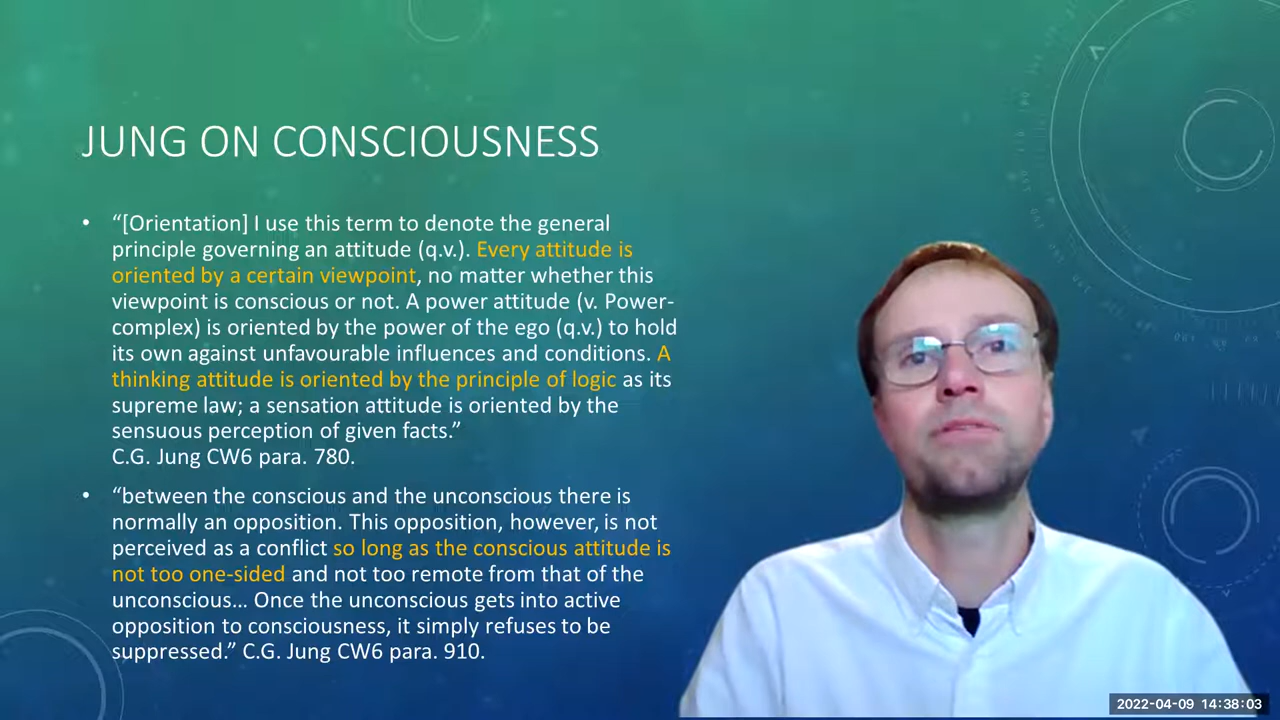 JUNG ON CONSCIOUSNESS
• “[Orientation] I use this term to denote the general
principle governing an attitude (q.v.). Every attitude is
oriented by a certain viewpoint, no matter whether this
viewpoint is conscious or not. A power attitude (v. Power-
complex) is oriented by the power of the ego (q.v.) to hold
its own against unfavourable influences and conditions. A
thinking attitude is oriented by the principle of logic as its
supreme law; a sensation attitude is oriented by the
sensuous perception of given facts.”
C.G. Jung CW6 para. 780.
• “between the conscious and the unconscious there is
normally an opposition. This opposition, however, is not
perceived as a conflict so long as the conscious attitude is
not too one-sided and not too remote from that of the
unconscious… Once the unconscious gets into active
opposition to consciousness, it simply refuses to be
suppressed.” C.G. Jung CW6 para. 910.
2022-04-09 14:38:03